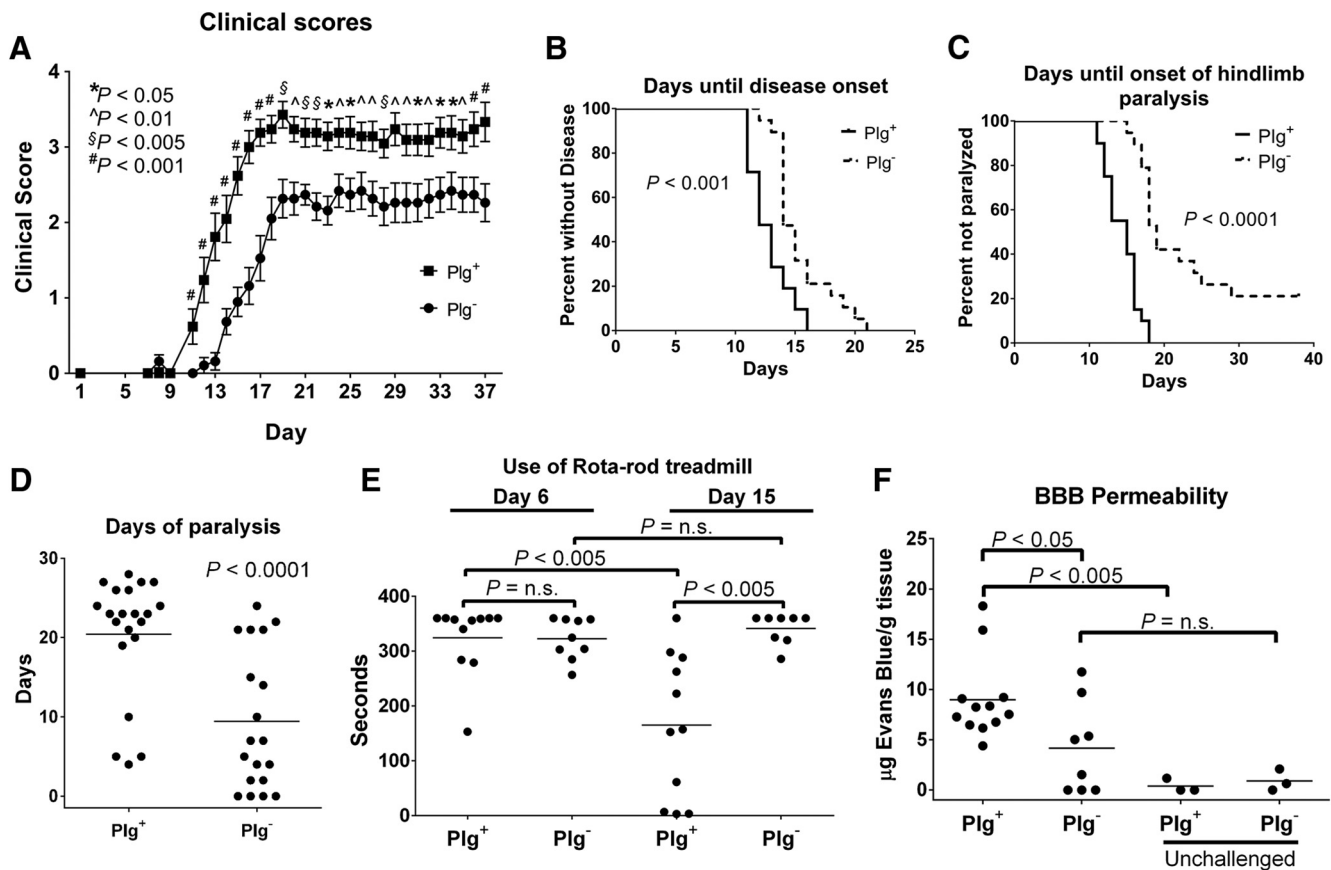 A
Clinical scores
*P < 0.05
^P < 0.01
§P < 0.005
#P < 0.001
# # # # # # # # # § ^ § § * ^ * ^ ^ § ^ ^ * ^ * * ^ # #
Clinical Score
4
3
2
1
0
Plg+
Plg-
1 5 9 13 17 21 25 29 33 37
Day
B
Days until disease onset
Percent without Disease
100
80
60
40
20
0
P < 0.001
Plg+
Plg-
0 5 10 15 20 25
Days
C
Days until onset of hindlimb
paralysis
Percent not paralyzed
100
80
60
40
20
0
Plg+
Plg-
P < 0.0001
0 10 20 30 40
Days
D
Days of paralysis
P < 0.0001
Days
30
20
10
0
Plg+ Plg-
E
Use of Rota-rod treadmill
Day 6 Day 15
P = n.s.
P < 0.005
P = n.s. P < 0.005
Seconds
400
300
200
100
0
Plg+ Plg- Plg+ Plg-
F
BBB Permeability
P < 0.05
P < 0.005
P = n.s.
µg Evans Blue/g tissue
25
20
15
10
5
0
Plg+ Plg- Plg+ Plg-
Unchallenged